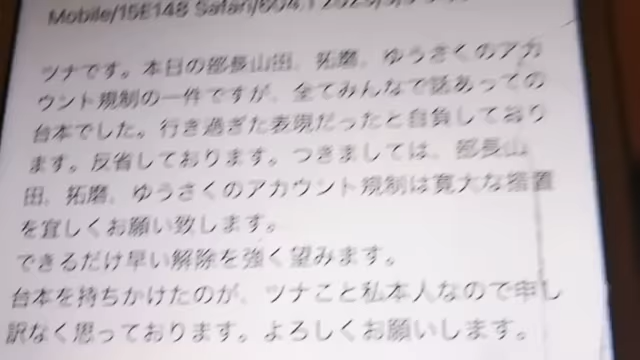 Mobile/15E148 Safari/604.1
ツナです。本日の部長山田、拓磨、ゆうさくのアカ
ウント規制の一件ですが、全てみんなで話あっての
台本でした。行き過ぎた表現だったと自負しており
ます。反省しております。つきましては、部長山
田、拓磨、ゆうさくのアカウント規制は寛大な措置
を宜しくお願い致します。
できるだけ早い解除を強く望みます。
台本を持ちかけたのが、ツナこと私本人なので申し
訳なく思っております。よろしくお願いします。